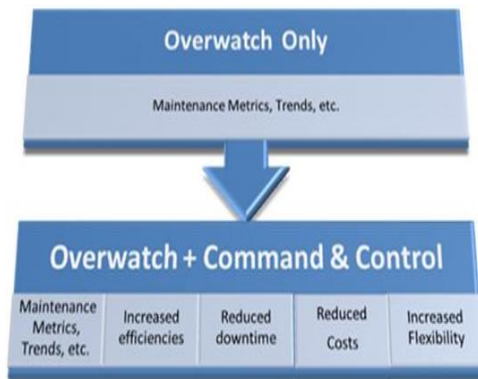 Overwatch Only
Maintenance Metrics, Trends, etc.
Overwatch + Command & Control
Maintenance
Metrics,
Trends, etc.
Increased
efficiencies
Reduced
downtime
Reduced
Costs
Increased
Flexibility